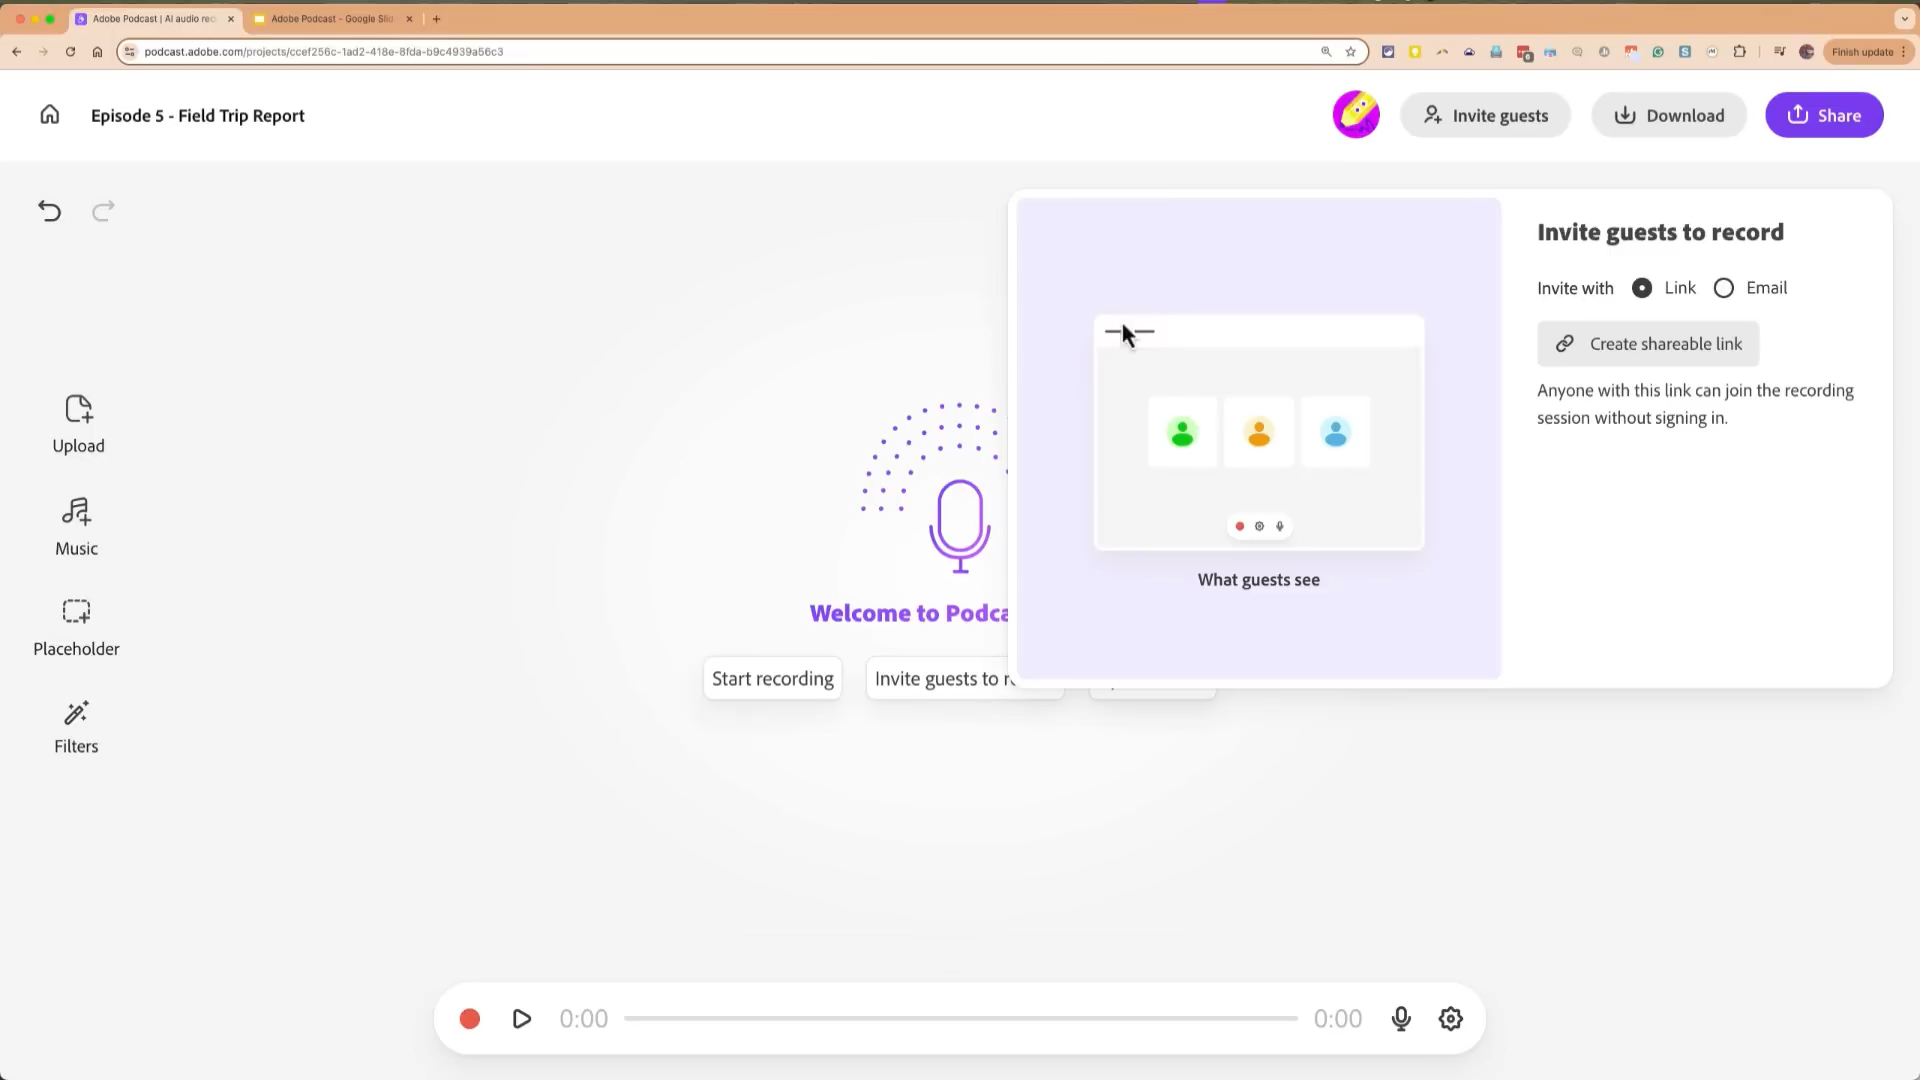 Adobe Podcast | AI audio rec
Adobe Podcast - Google Slid
podcast.adobe.com/projects/ccef256c-1ad2-418e-8fda-b9c4939a56c3
Finish update
Episode 5 - Field Trip Report
Invite guests
Download
Share
Invite guests to record
Invite with Link Email
Create shareable link
Anyone with this link can join the recording
session without signing in.
What guests see
Upload
Music
Placeholder
Filters
Welcome to Podca
Start recording
Invite guests to r
0:00
0:00